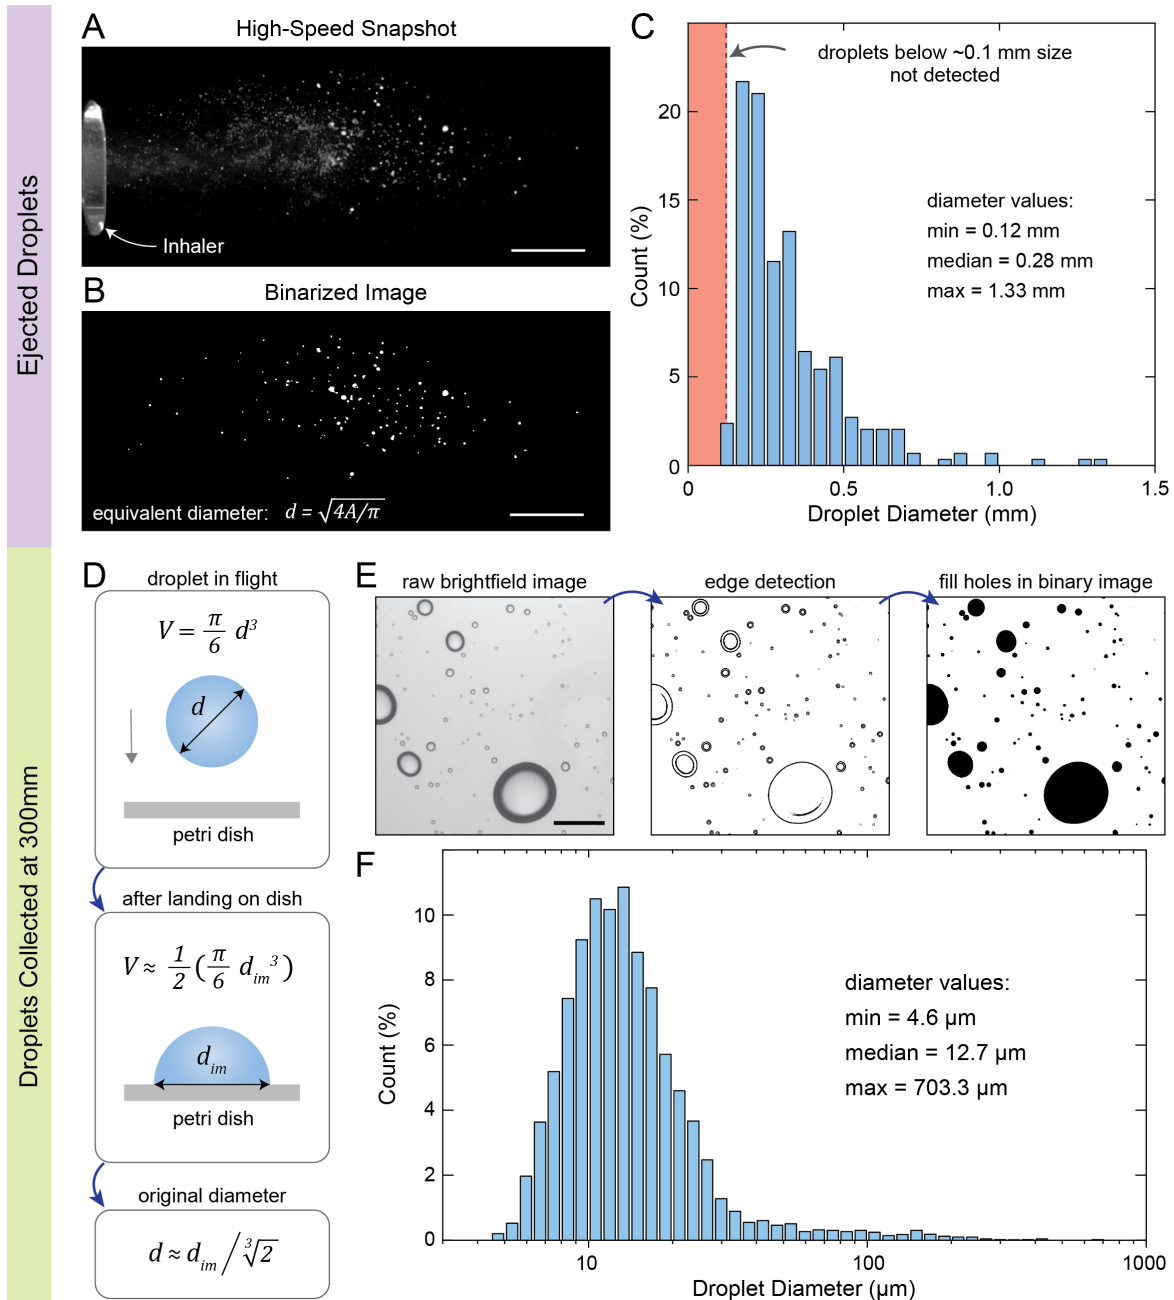 Ejected Droplets
A
High-Speed Snapshot
Inhaler
B
Binarized Image
equivalent diameter: d = √4A/π
C
droplets below ~0.1 mm size
not detected
diameter values:
min = 0.12 mm
median = 0.28 mm
max = 1.33 mm
Count (%)
20
15
10
5
0
0 0.5 1.0 1.5
Droplet Diameter (mm)
Droplets Collected at 300mm
D
droplet in flight
V = π/6 d³
d
petri dish
after landing on dish
V ≈ 1/2 (π/6 d_im³)
d_im
petri dish
original diameter
d ≈ d_im / ∛2
E
raw brightfield image
edge detection
fill holes in binary image
F
diameter values:
min = 4.6 µm
median = 12.7 µm
max = 703.3 µm
Count (%)
10
8
6
4
2
0
10 100 1000
Droplet Diameter (µm)